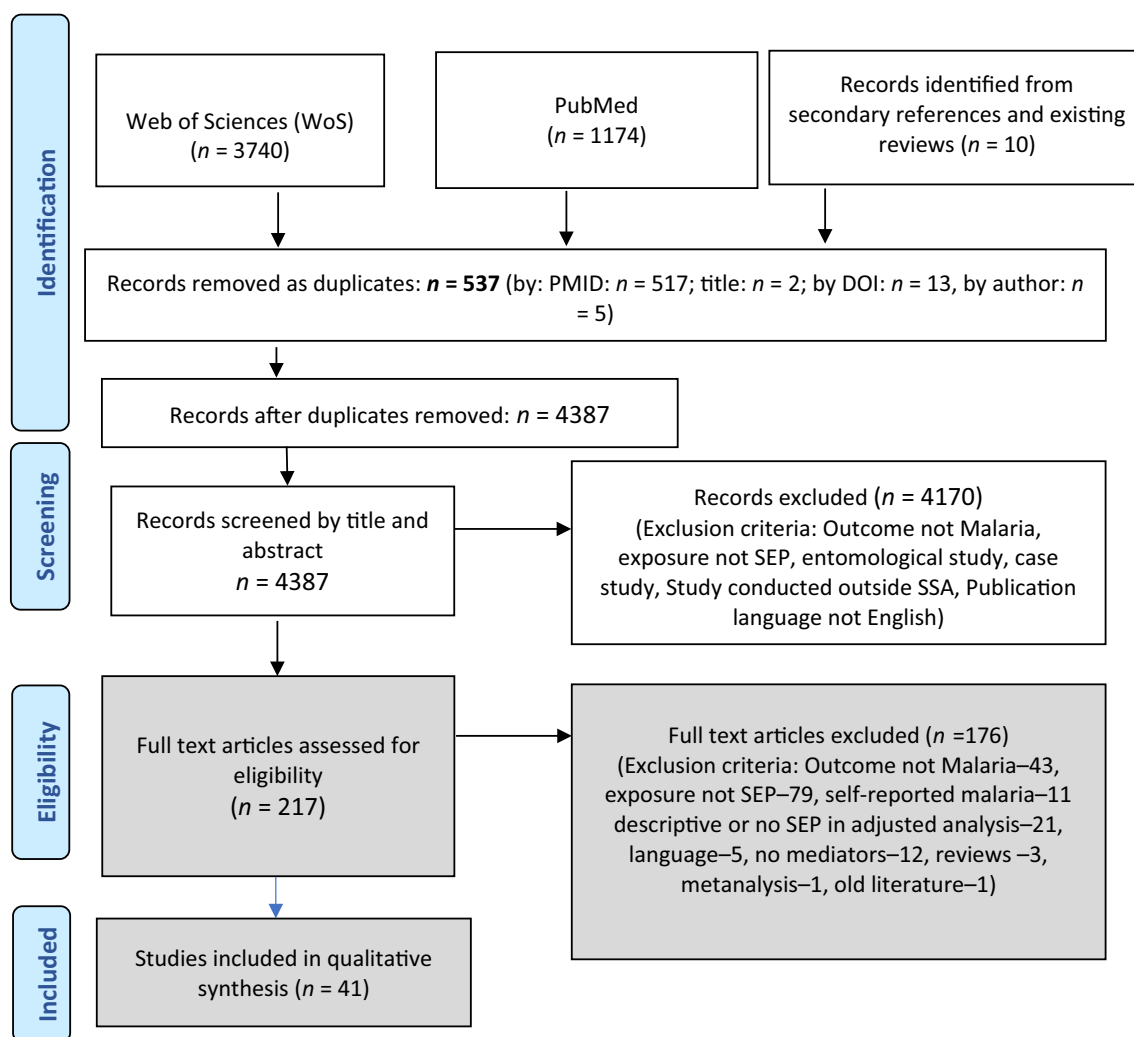 Identification
Web of Sciences (WoS)
(n = 3740)
PubMed
(n = 1174)
Records identified from
secondary references and existing
reviews (n = 10)
Records removed as duplicates: n = 537 (by: PMID: n = 517; title: n = 2; by DOI: n = 13, by author: n
= 5)
Records after duplicates removed: n = 4387
Screening
Records screened by title and
abstract
n = 4387
Records excluded (n = 4170)
(Exclusion criteria: Outcome not Malaria,
exposure not SEP, entomological study, case
study, Study conducted outside SSA, Publication
language not English)
Eligibility
Full text articles assessed for
eligibility
(n = 217)
Full text articles excluded (n =176)
(Exclusion criteria: Outcome not Malaria–43,
exposure not SEP–79, self-reported malaria–11
descriptive or no SEP in adjusted analysis–21,
language–5, no mediators–12, reviews –3,
metanalysis–1, old literature–1)
Included
Studies included in qualitative
synthesis (n = 41)